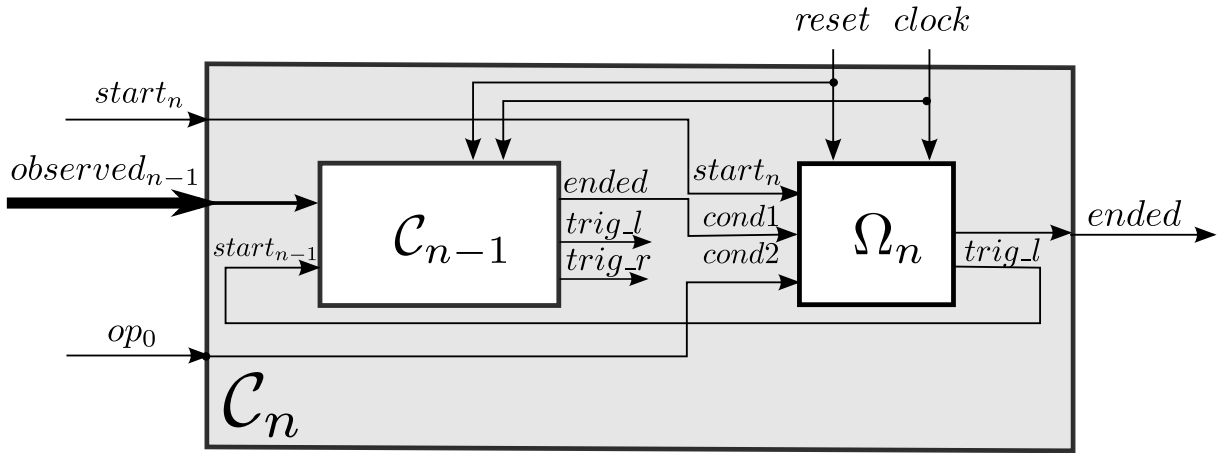 reset clock
start_n
observed_{n-1}
start_n
ended
cond1
trig_l
C_{n-1}
Ω_n
ended
start_{n-1}
trig_r
cond2
trig_l
op_0
C_n